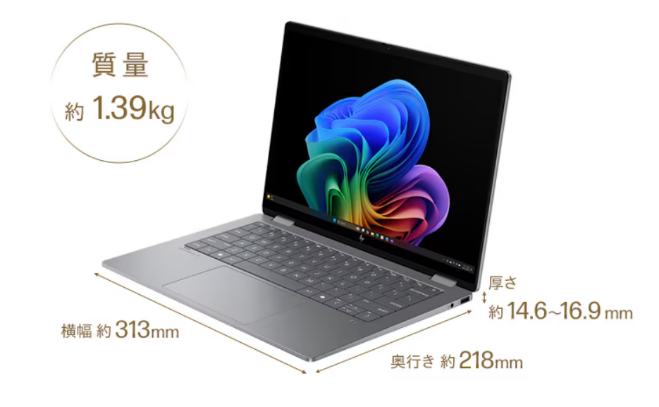 質量
約 1.39kg
厚さ
約 14.6~16.9 mm
横幅 約 313mm
奥行き 約 218mm
hp